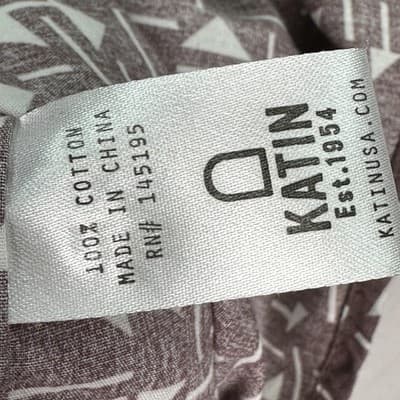 KATIN
Est.1954
KATINUSA.COM
100% COTTON
MADE IN CHINA
RN# 145195